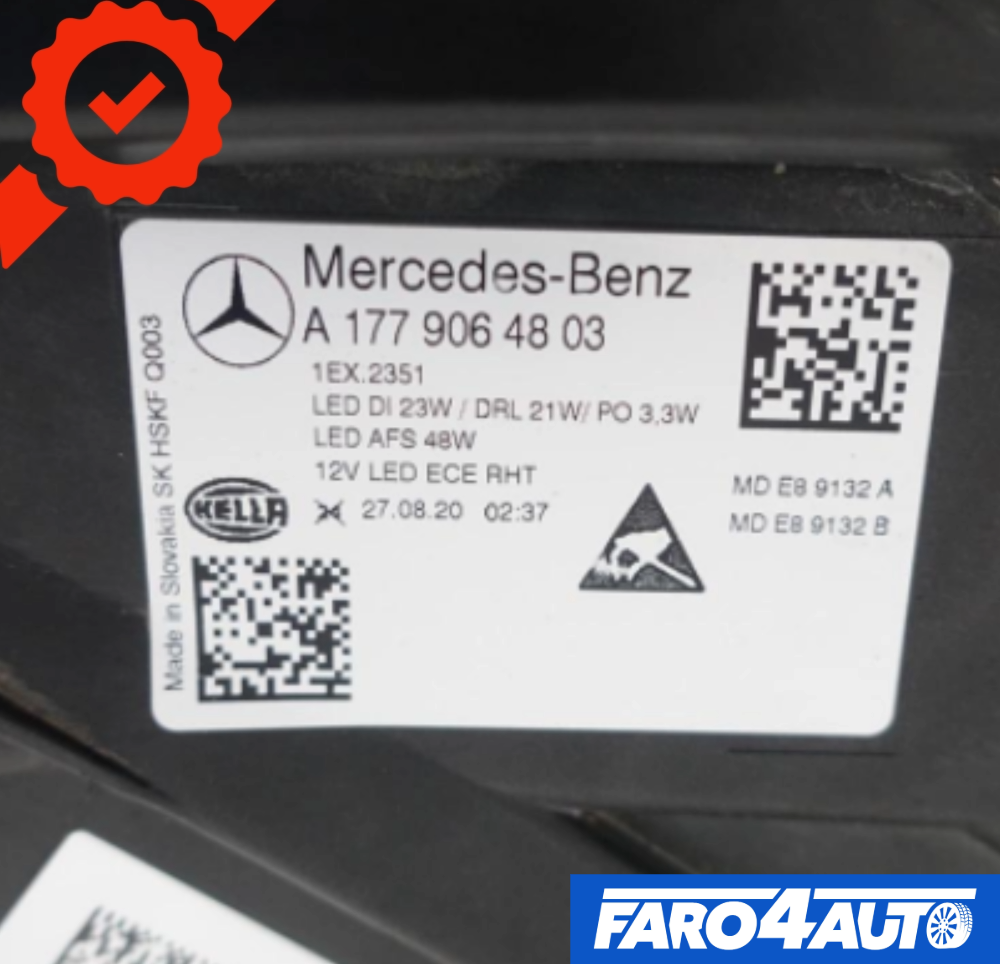 Mercedes-Benz
A 177 906 48 03
1EX.2351
LED DI 23W / DRL 21W/ PO 3,3W
LED AFS 48W
12V LED ECE RHT
HELLA
27.08.20 02:37
MD E8 9132 A
MD E8 9132 B
Made in Slovakia SK HSKF Q003
FARO4AUTO